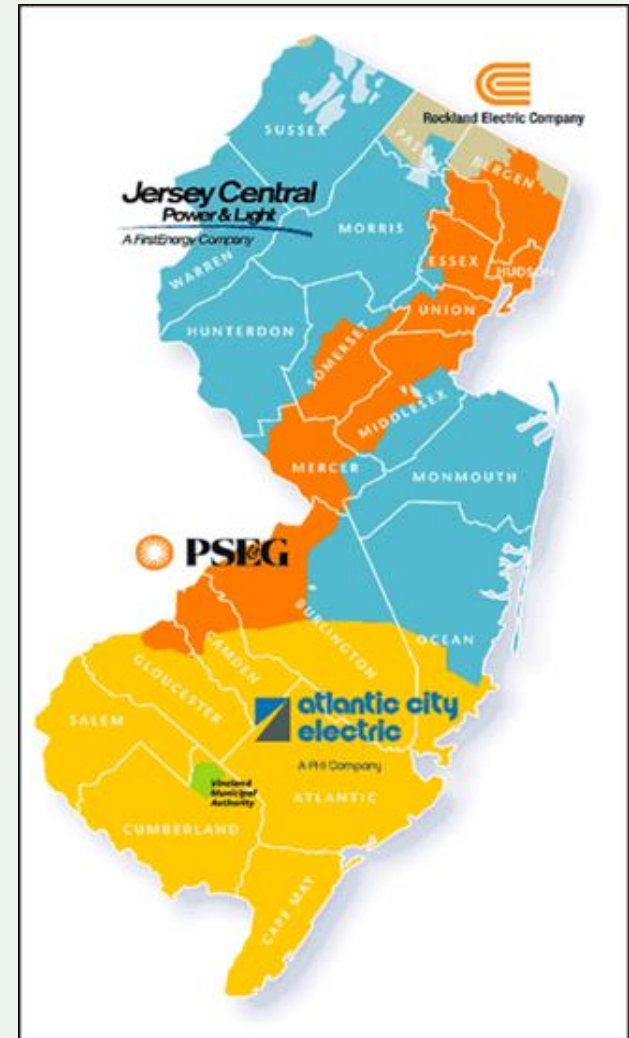 Rockland Electric Company
SUSSEX
PASSAIC
BERGEN
Jersey Central
Power & Light
A FirstEnergy Company
MORRIS
WARREN
ESSEX
HUDSON
UNION
HUNTERDON
SOMERSET
MIDDLESEX
MERCER
MONMOUTH
PSE&G
BURLINGTON
OCEAN
CAMDEN
GLOUCESTER
SALEM
atlantic city
electric
A PHI Company
Vineland
Municipal
Authority
ATLANTIC
CUMBERLAND
CAPE MAY